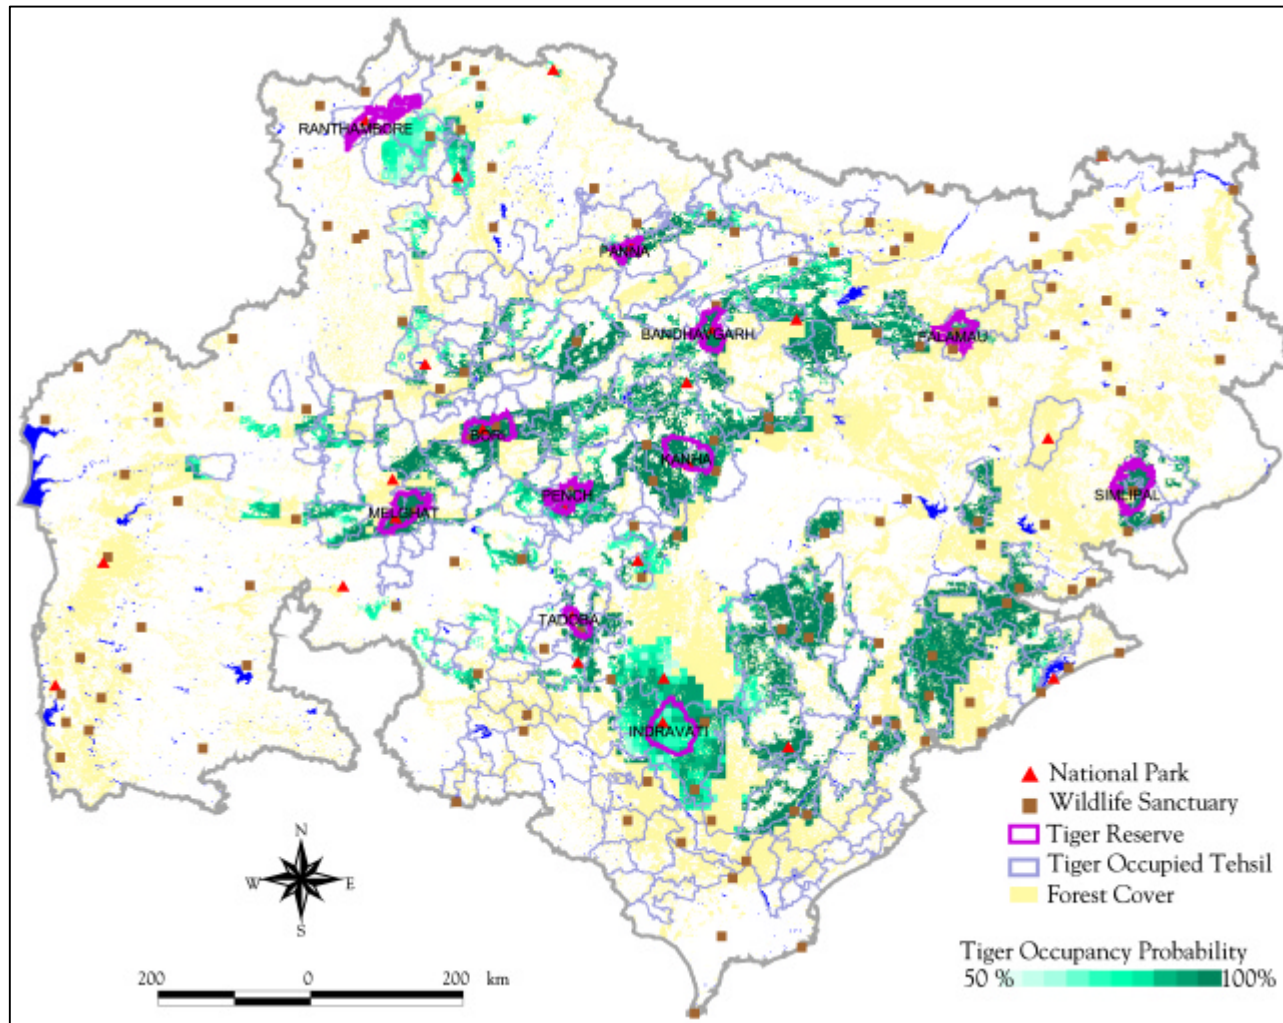 RANTHAMBORE
PANNA
BANDHAVGARH
PALAMAU
BORI
KANHA
PENCH
MELGHAT
SIMLIPAL
TADOBA
INDRAVATI
National Park
Wildlife Sanctuary
Tiger Reserve
Tiger Occupied Tehsil
Forest Cover
Tiger Occupancy Probability
50 % 100%
N
W E
S
200 0 200 km